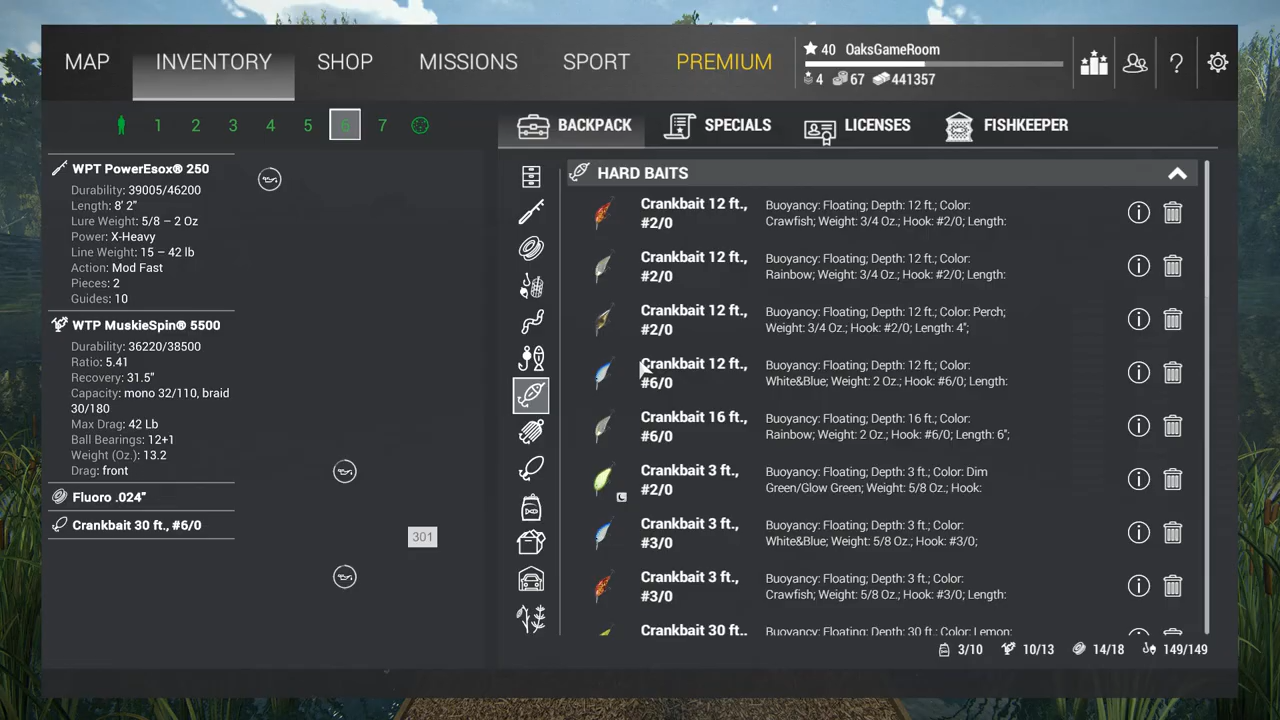 MAP INVENTORY SHOP MISSIONS SPORT PREMIUM
40 OaksGameRoom
4 67 441357
?
1 2 3 4 5 6 7
BACKPACK SPECIALS LICENSES FISHKEEPER
WPT PowerEsox® 250
Durability: 39005/46200
Length: 8' 2"
Lure Weight: 5/8 – 2 Oz
Power: X-Heavy
Line Weight: 15 – 42 lb
Action: Mod Fast
Pieces: 2
Guides: 10
WTP MuskieSpin® 5500
Durability: 36220/38500
Ratio: 5.41
Recovery: 31.5"
Capacity: mono 32/110, braid
30/180
Max Drag: 42 Lb
Ball Bearings: 12+1
Weight (Oz.): 13.2
Drag: front
Fluoro .024"
Crankbait 30 ft., #6/0
301
HARD BAITS
Crankbait 12 ft.,
#2/0
Buoyancy: Floating; Depth: 12 ft.; Color:
Crawfish; Weight: 3/4 Oz.; Hook: #2/0; Length:
Crankbait 12 ft.,
#2/0
Buoyancy: Floating; Depth: 12 ft.; Color:
Rainbow; Weight: 3/4 Oz.; Hook: #2/0; Length:
Crankbait 12 ft.,
#2/0
Buoyancy: Floating; Depth: 12 ft.; Color: Perch;
Weight: 3/4 Oz.; Hook: #2/0; Length: 4";
Crankbait 12 ft.,
#6/0
Buoyancy: Floating; Depth: 12 ft.; Color:
White&Blue; Weight: 2 Oz.; Hook: #6/0; Length:
Crankbait 16 ft.,
#6/0
Buoyancy: Floating; Depth: 16 ft.; Color:
Rainbow; Weight: 2 Oz.; Hook: #6/0; Length: 6";
Crankbait 3 ft.,
#2/0
Buoyancy: Floating; Depth: 3 ft.; Color: Dim
Green/Glow Green; Weight: 5/8 Oz.; Hook:
Crankbait 3 ft.,
#3/0
Buoyancy: Floating; Depth: 3 ft.; Color:
White&Blue; Weight: 5/8 Oz.; Hook: #3/0;
Crankbait 3 ft.,
#3/0
Buoyancy: Floating; Depth: 3 ft.; Color:
Crawfish; Weight: 5/8 Oz.; Hook: #3/0; Length:
Crankbait 30 ft.,
Buoyancy: Floating; Depth: 30 ft.; Color: Lemon;
3/10 10/13 14/18 149/149